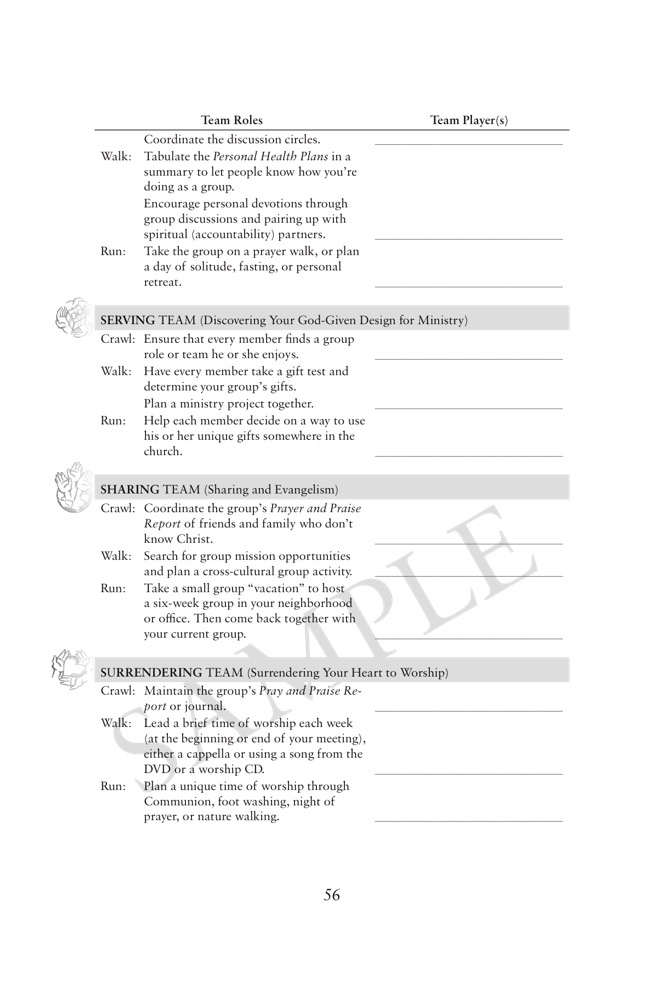 Team Roles Team Player(s)
Coordinate the discussion circles.
Walk: Tabulate the Personal Health Plans in a
summary to let people know how you're
doing as a group.
Encourage personal devotions through
group discussions and pairing up with
spiritual (accountability) partners.
Run: Take the group on a prayer walk, or plan
a day of solitude, fasting, or personal
retreat.
SERVING TEAM (Discovering Your God-Given Design for Ministry)
Crawl: Ensure that every member finds a group
role or team he or she enjoys.
Walk: Have every member take a gift test and
determine your group's gifts.
Plan a ministry project together.
Run: Help each member decide on a way to use
his or her unique gifts somewhere in the
church.
SHARING TEAM (Sharing and Evangelism)
Crawl: Coordinate the group's Prayer and Praise
Report of friends and family who don't
know Christ.
Walk: Search for group mission opportunities
and plan a cross-cultural group activity.
Run: Take a small group “vacation” to host
a six-week group in your neighborhood
or office. Then come back together with
your current group.
SURRENDERING TEAM (Surrendering Your Heart to Worship)
Crawl: Maintain the group's Pray and Praise Re-
port or journal.
Walk: Lead a brief time of worship each week
(at the beginning or end of your meeting),
either a cappella or using a song from the
DVD or a worship CD.
Run: Plan a unique time of worship through
Communion, foot washing, night of
prayer, or nature walking.
SAMPLE
56